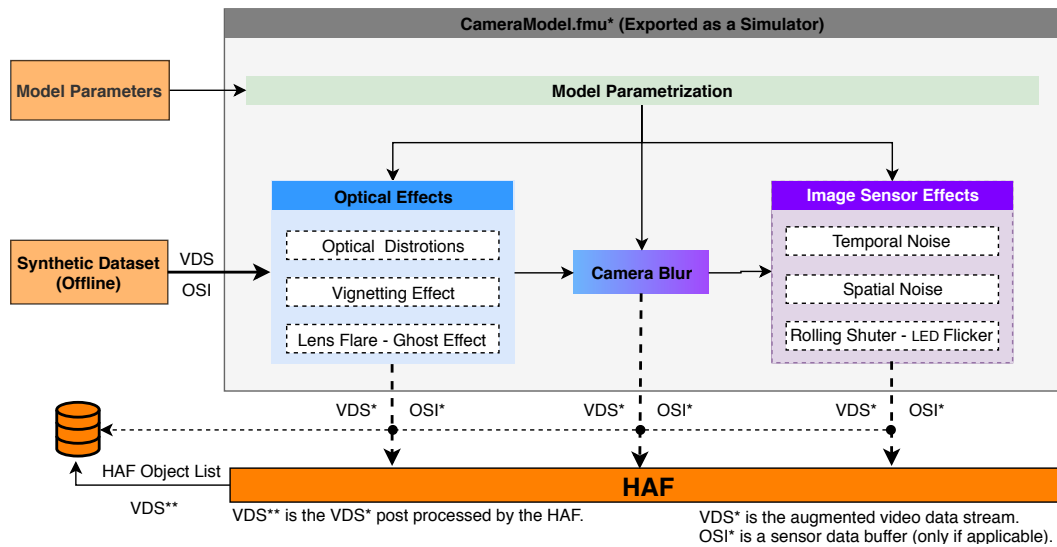 CameraModel.fmu* (Exported as a Simulator)
Model Parameters
Model Parametrization
Optical Effects
Optical Distrotions
Vignetting Effect
Lens Flare - Ghost Effect
Synthetic Dataset
(Offline)
VDS
OSI
Camera Blur
Image Sensor Effects
Temporal Noise
Spatial Noise
Rolling Shuter - LED Flicker
VDS* OSI*
VDS* OSI*
VDS* OSI*
HAF Object List
VDS**
HAF
VDS** is the VDS* post processed by the HAF.
VDS* is the augmented video data stream.
OSI* is a sensor data buffer (only if applicable).